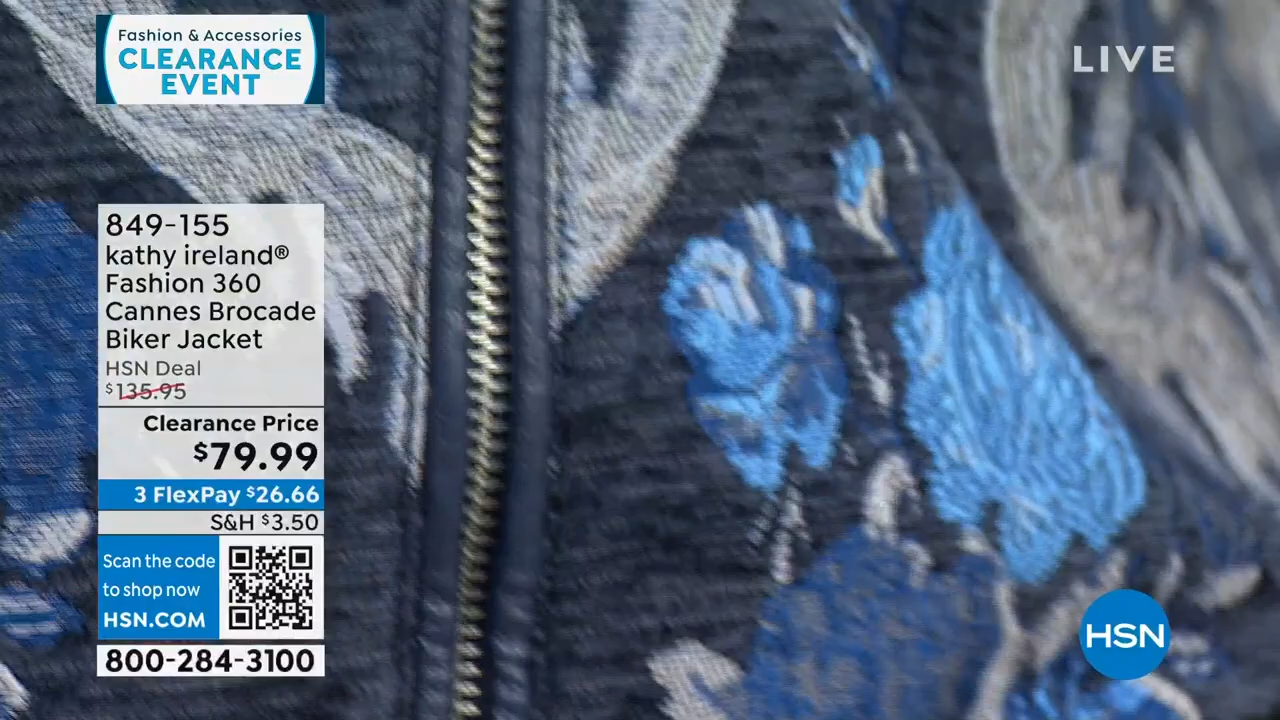 Fashion & Accessories
CLEARANCE
EVENT
LIVE
849-155
kathy ireland®
Fashion 360
Cannes Brocade
Biker Jacket
HSN Deal
$135.95
Clearance Price
$79.99
3 FlexPay $26.66
S&H $3.50
Scan the code
to shop now
HSN.COM
800-284-3100
HSN